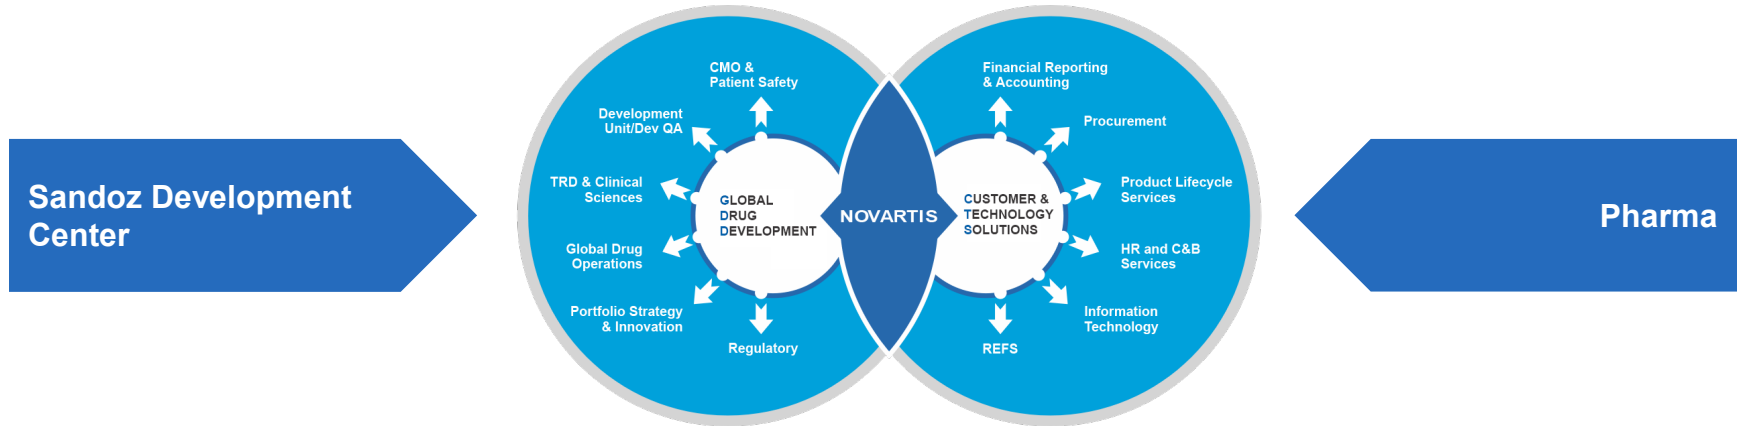 Sandoz Development
Center
CMO &
Patient Safety
Development
Unit/Dev QA
TRD & Clinical
Sciences
Global Drug
Operations
Portfolio Strategy
& Innovation
Regulatory
GLOBAL
DRUG
DEVELOPMENT
NOVARTIS
CUSTOMER &
TECHNOLOGY
SOLUTIONS
Financial Reporting
& Accounting
Procurement
Product Lifecycle
Services
HR and C&B
Services
Information
Technology
REFS
Pharma